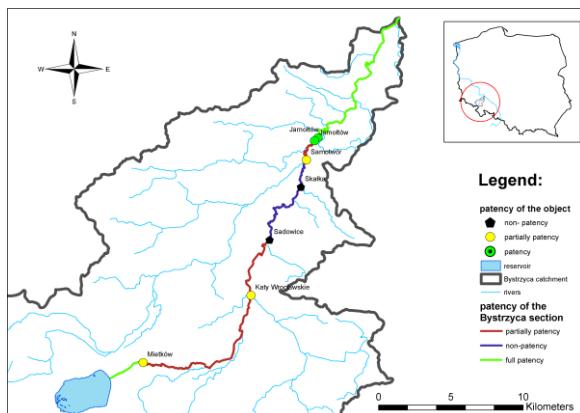 N
W E
S
Jarnołtów Jarnołtów
Samotwór
Skałka
Sadowice
Kąty Wrocławskie
Mietków
Legend:
patency of the object
non- patency
partially patency
patency
reservoir
Bystrzyca catchment
rivers
patency of the
Bystrzyca section
partially patency
non-patency
full patency
0 5 10
Kilometers